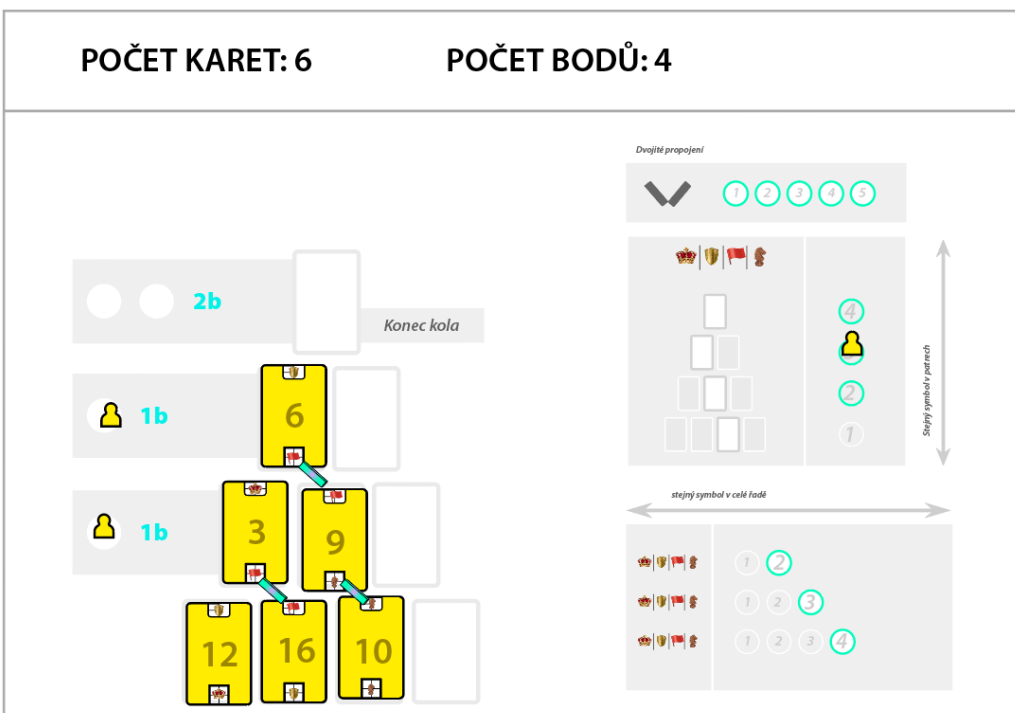 POČET KARET: 6
POČET BODŮ: 4
Dvojité propojení
1 2 3 4 5
2b
Konec kola
1b
6
1b
3
9
12
16
10
4
2
1
Stejný symbol v patrech
stejný symbol v celé řadě
1 2
1 2 3
1 2 3 4